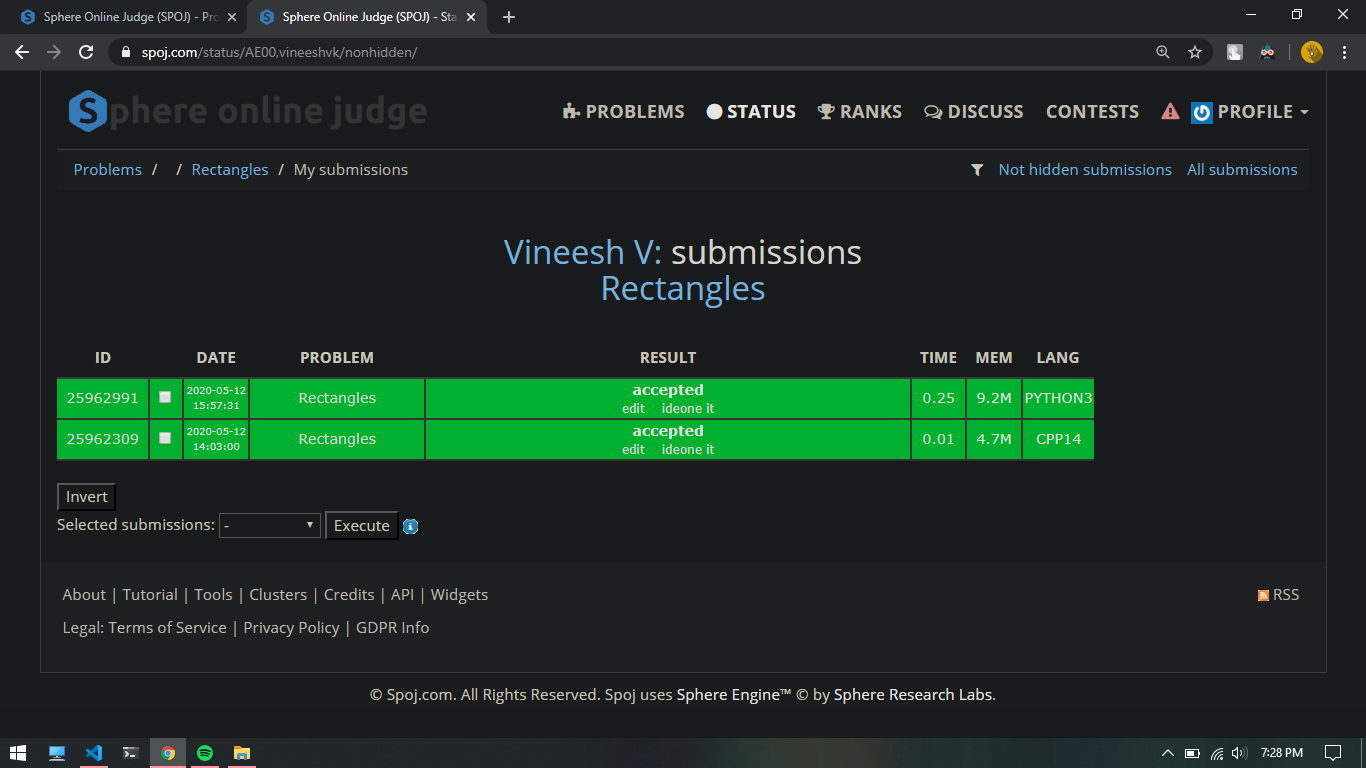 Sphere Online Judge (SPOJ) - Pro
Sphere Online Judge (SPOJ) - Sta
spoj.com/status/AE00,vineeshvk/nonhidden/
Sphere online judge
PROBLEMS STATUS RANKS DISCUSS CONTESTS PROFILE
Problems / / Rectangles / My submissions
Not hidden submissions All submissions
Vineesh V: submissions
Rectangles
ID DATE PROBLEM RESULT TIME MEM LANG
25962991 2020-05-12 15:57:31 Rectangles accepted edit ideone it 0.25 9.2M PYTHON3
25962309 2020-05-12 14:03:00 Rectangles accepted edit ideone it 0.01 4.7M CPP14
Invert
Selected submissions: - Execute
About | Tutorial | Tools | Clusters | Credits | API | Widgets
RSS
Legal: Terms of Service | Privacy Policy | GDPR Info
© Spoj.com. All Rights Reserved. Spoj uses Sphere Engine™ © by Sphere Research Labs.
7:28 PM